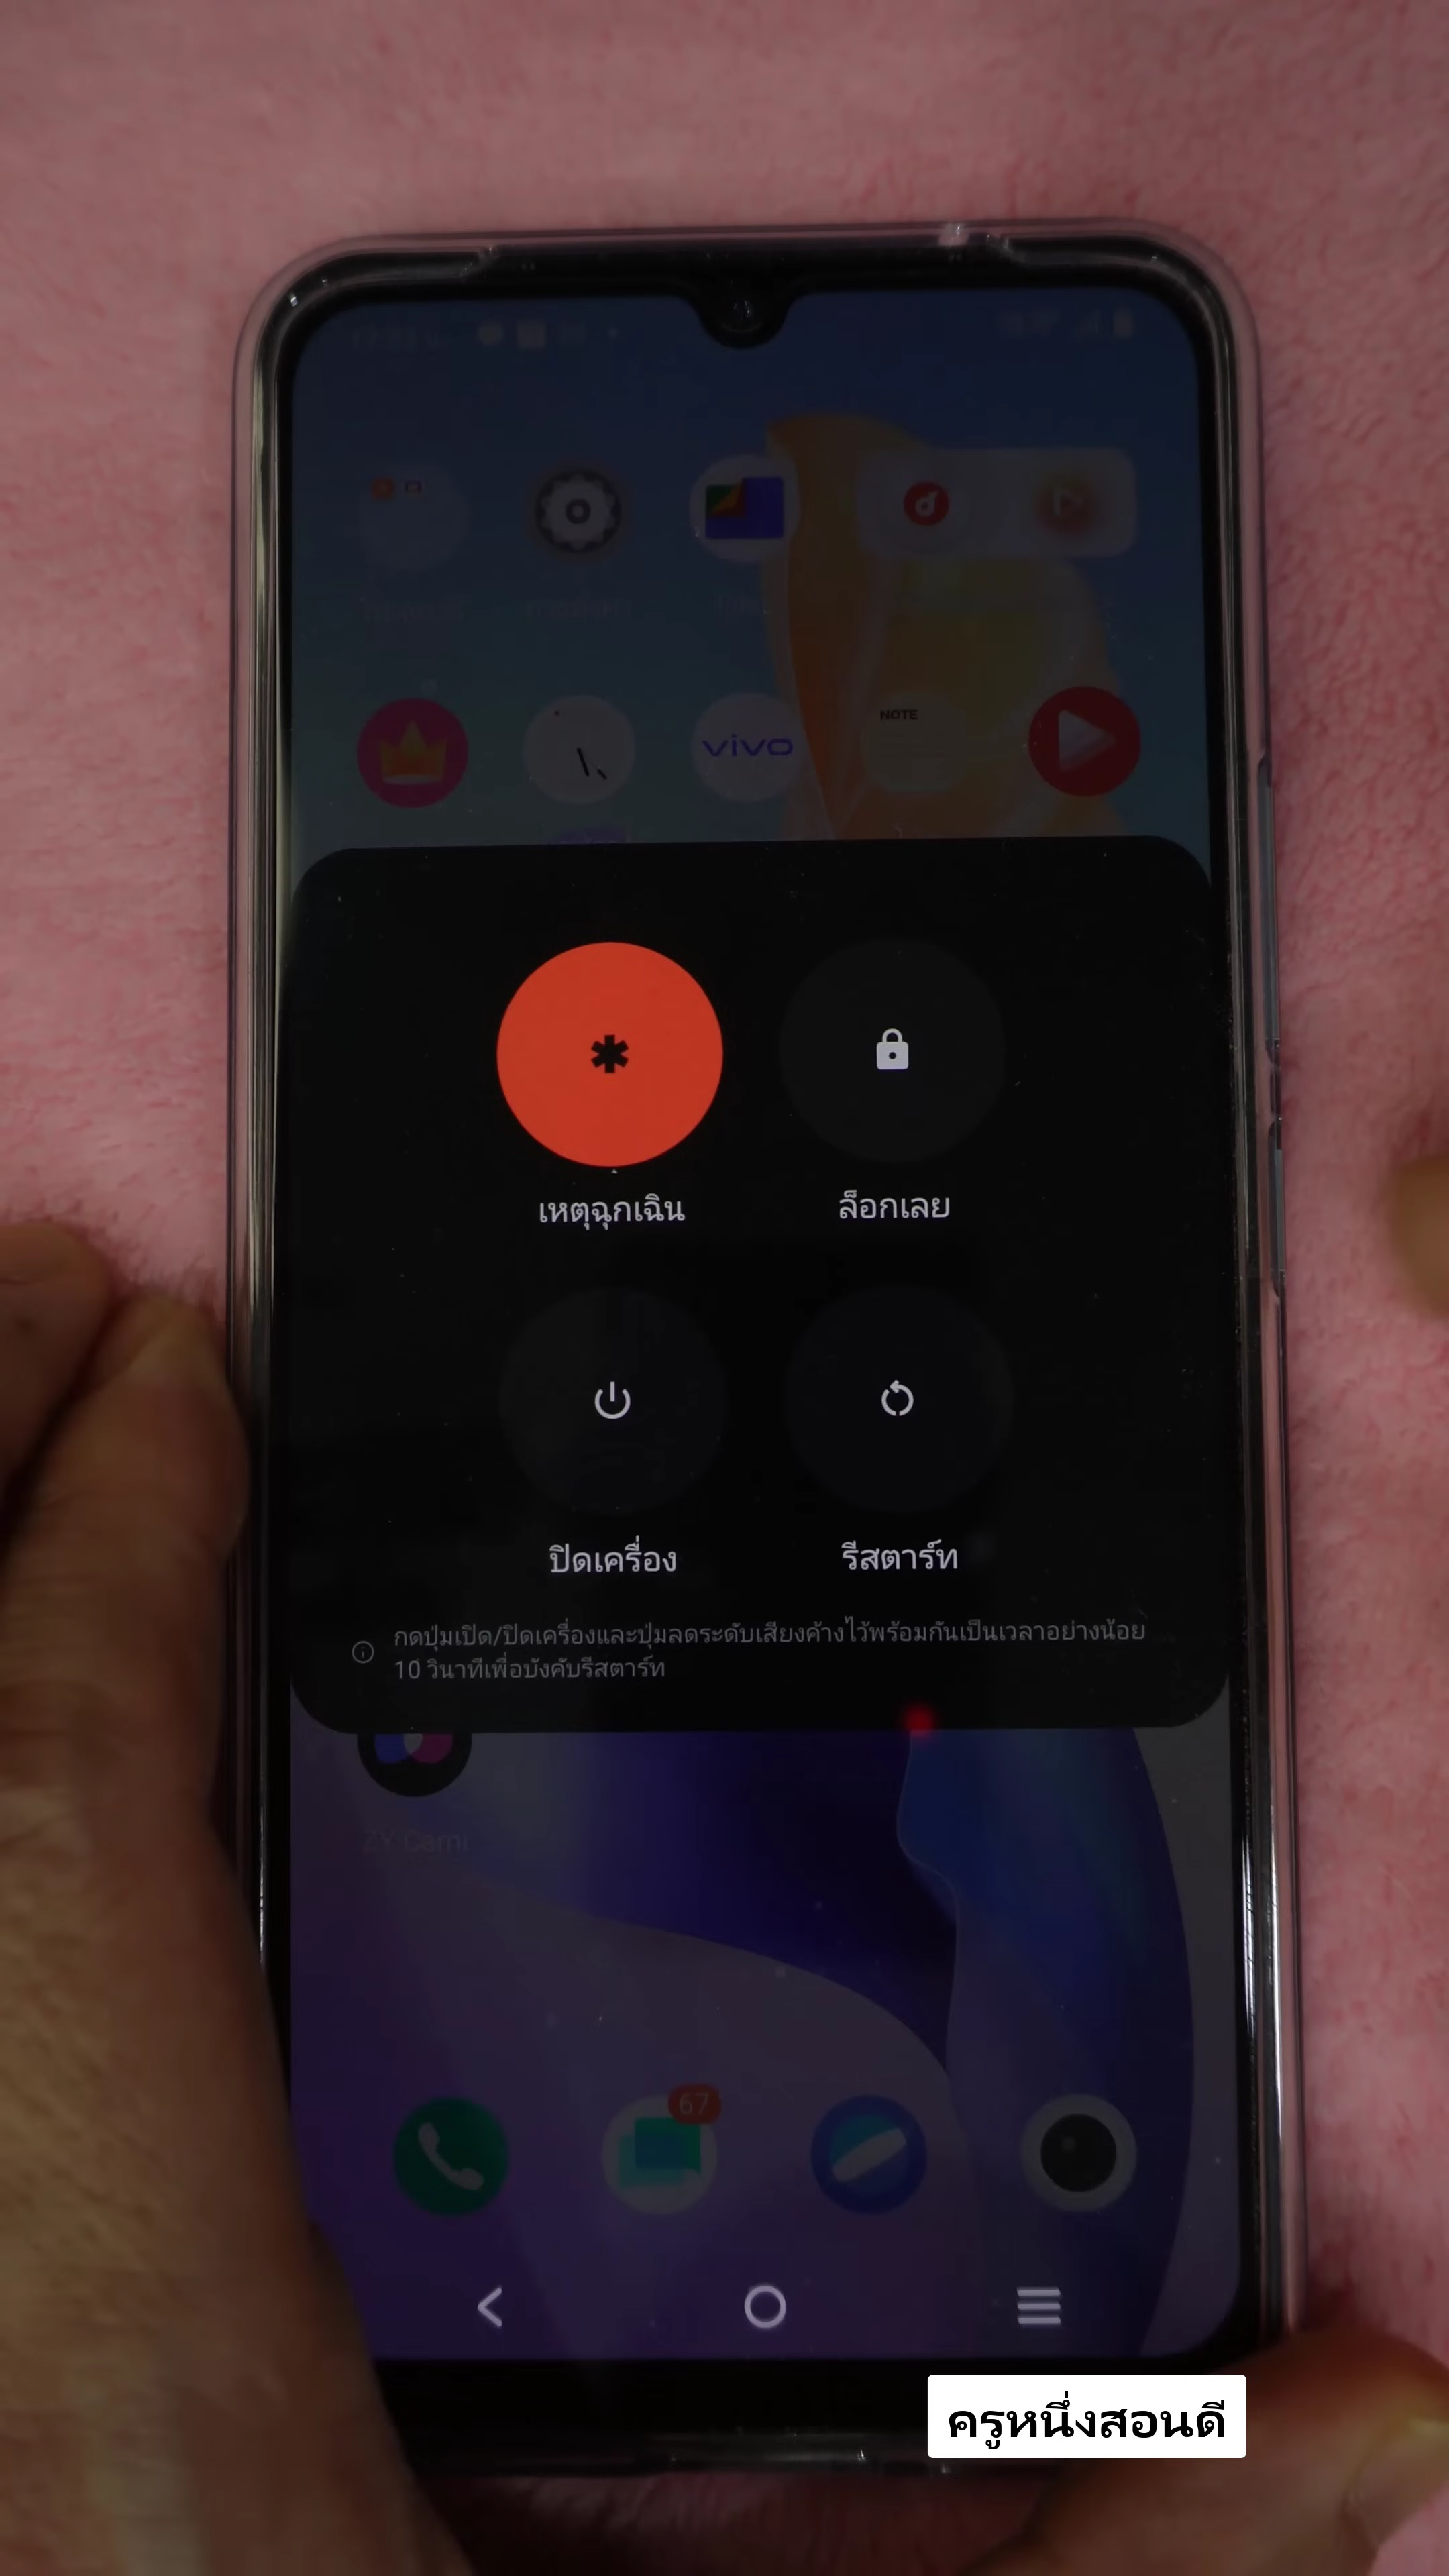 vivo
NOTE
เหตุฉุกเฉิน
ล็อกเลย
ปิดเครื่อง
รีสตาร์ท
กดปุ่มเปิด/ปิดเครื่องและปุ่มลดระดับเสียงค้างไว้พร้อมกันเป็นเวลาอย่างน้อย
10 วินาทีเพื่อบังคับรีสตาร์ท
67
ครูหนึ่งสอนดี